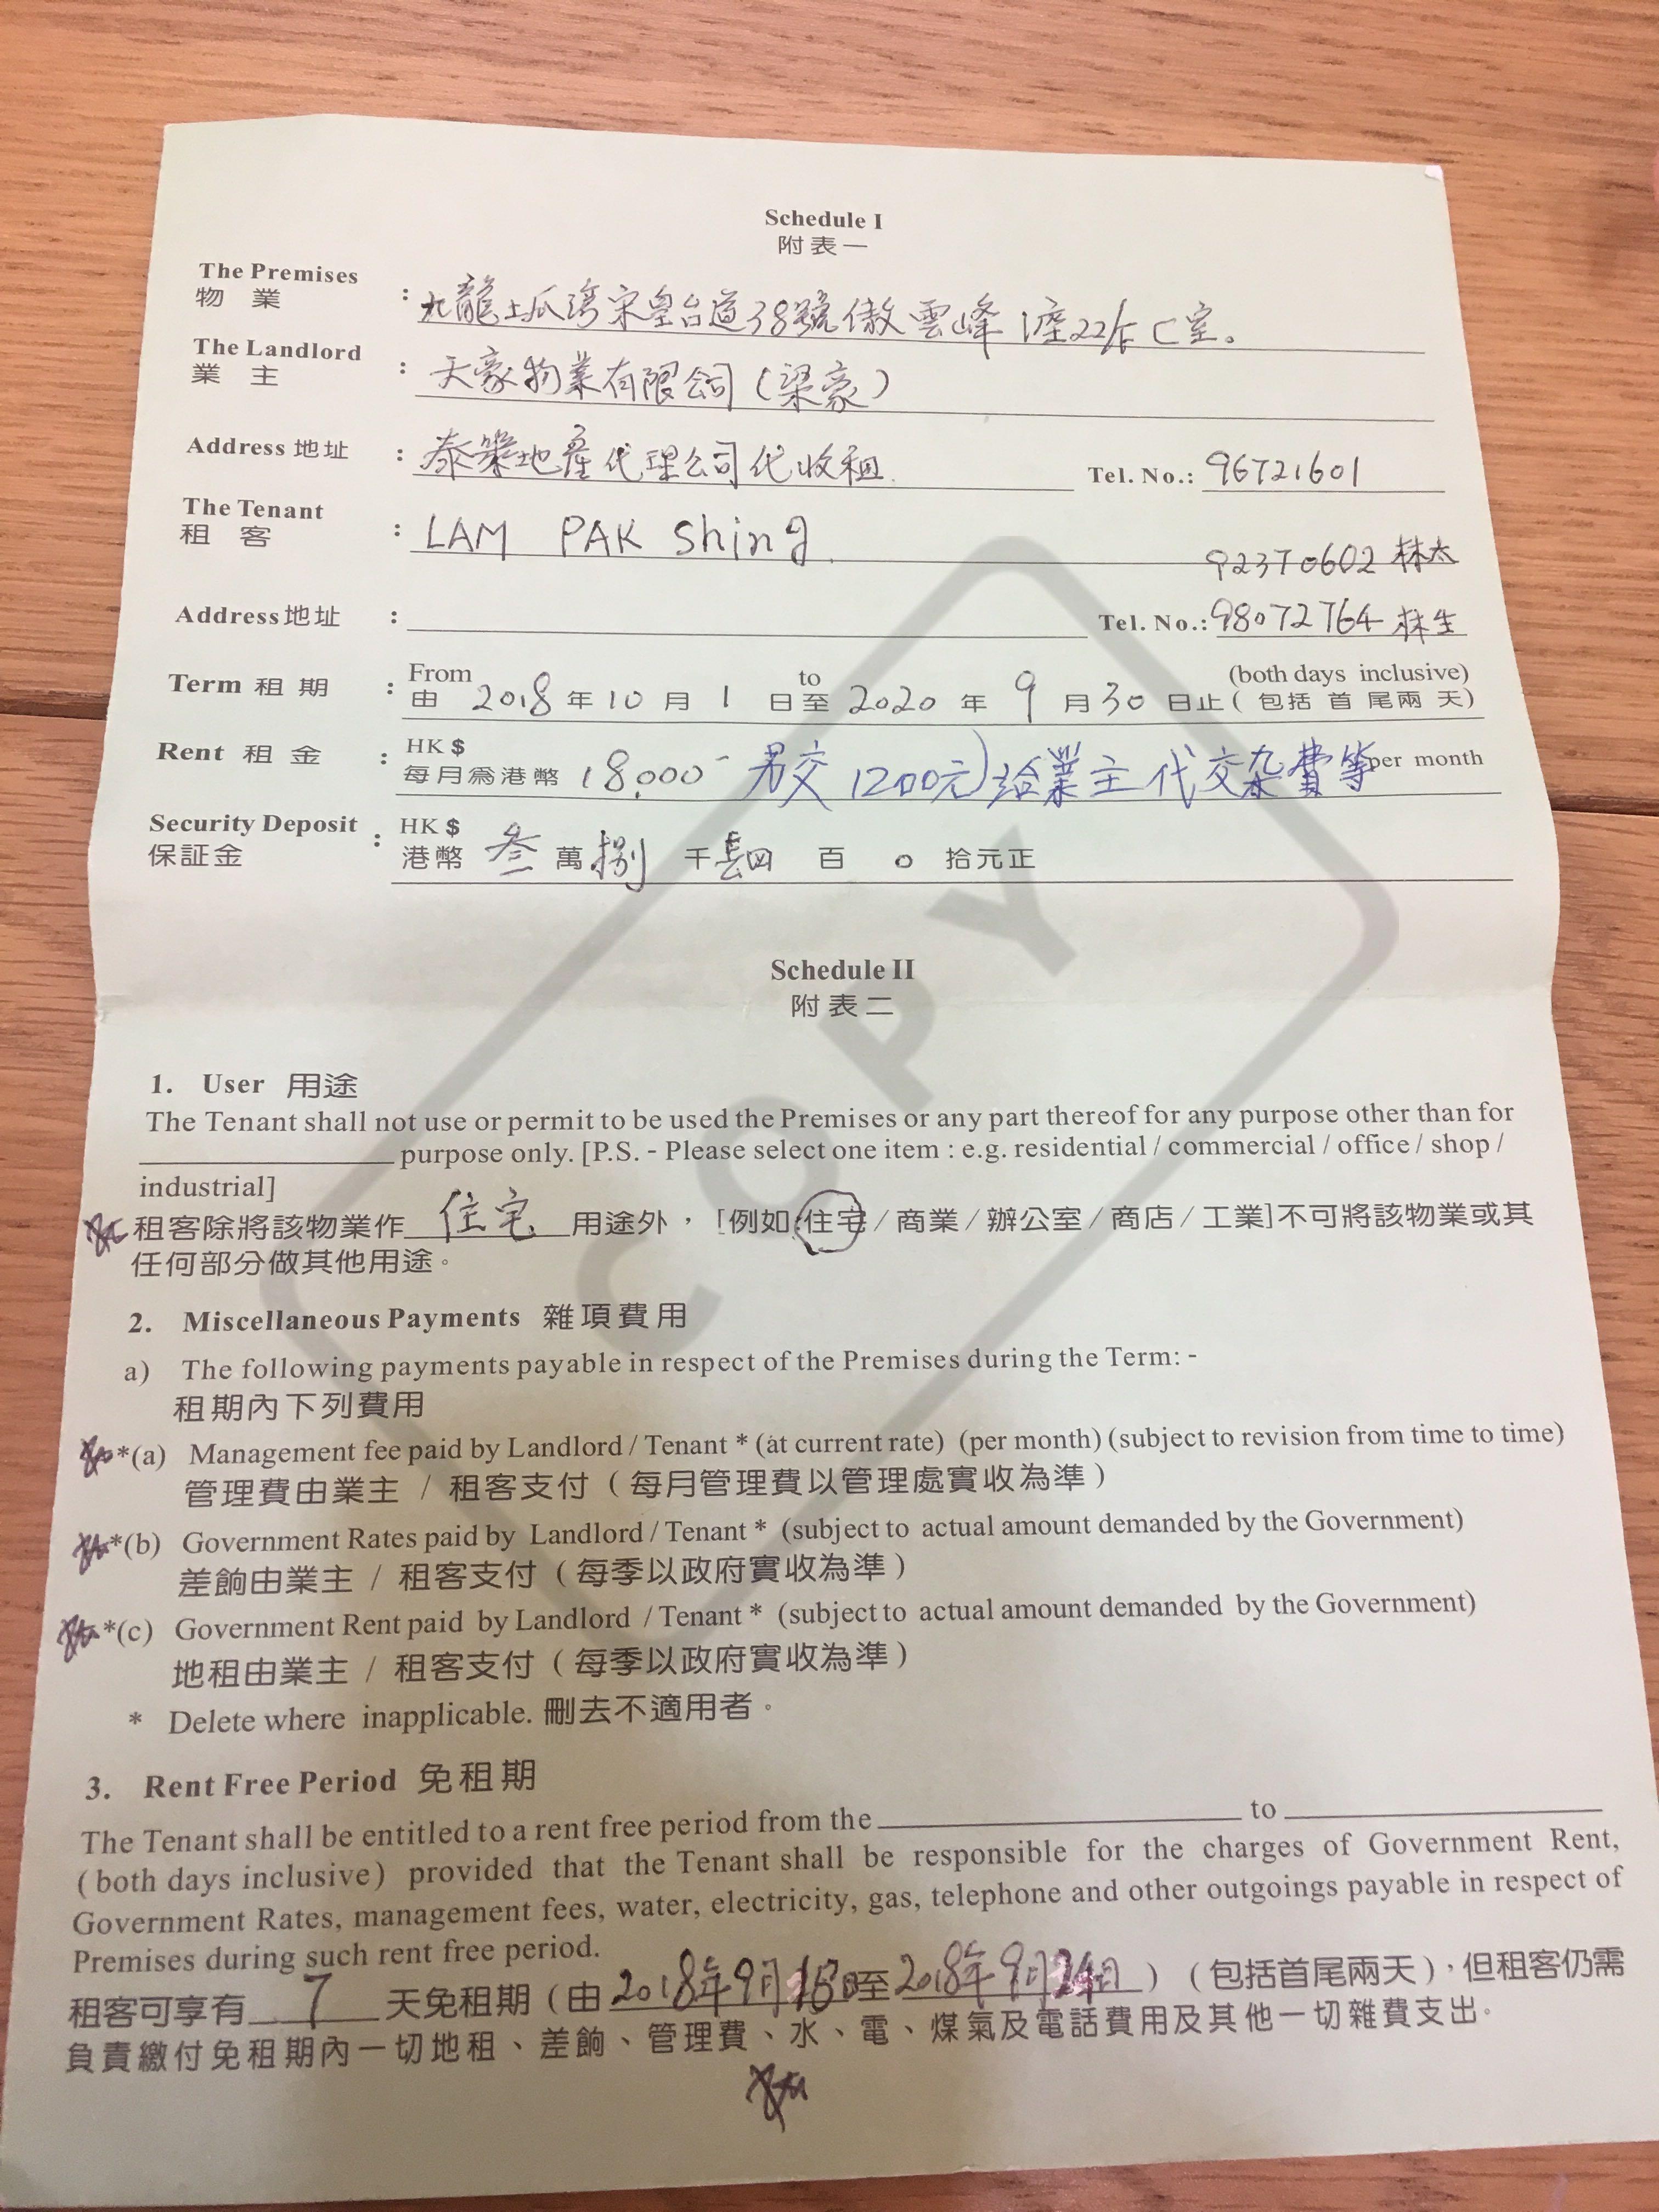 Schedule I
附表一
The Premises
物 業 : 九龍土瓜灣宋皇台道38號傲雲峰1座22/F C室。
The Landlord
業 主 : 天豪物業有限公司(梁豪)
Address 地址 : 泰築地產代理公司代收租 Tel. No.: 96721601
The Tenant
租 客 : LAM PAK Shing
92370602 林太
Address 地址 : Tel. No.: 98072764 林生
Term 租期 : From to (both days inclusive)
由 2018 年 10 月 1 日至 2020 年 9 月 30 日止(包括首尾兩天)
Rent 租金 : HK$
每月為港幣 18,000- 另交1200元)給業主代交杂費等 per month
Security Deposit : HK$
保証金 港幣 叁 萬 捌 千 四 百 0 拾元正
Schedule II
附表二
COPY
1. User 用途
The Tenant shall not use or permit to be used the Premises or any part thereof for any purpose other than for
purpose only. [P.S. - Please select one item : e.g. residential / commercial / office / shop /
industrial]
租客除將該物業作 住宅 用途外,[例如:住宅/商業/辦公室/商店/工業]不可將該物業或其
任何部分做其他用途。
2. Miscellaneous Payments 雜項費用
a) The following payments payable in respect of the Premises during the Term: -
租期內下列費用
*(a) Management fee paid by Landlord / Tenant * (at current rate) (per month) (subject to revision from time to time)
管理費由業主 / 租客支付(每月管理費以管理處實收為準)
*(b) Government Rates paid by Landlord / Tenant * (subject to actual amount demanded by the Government)
差餉由業主 / 租客支付(每季以政府實收為準)
*(c) Government Rent paid by Landlord / Tenant * (subject to actual amount demanded by the Government)
地租由業主 / 租客支付(每季以政府實收為準)
* Delete where inapplicable. 刪去不適用者。
3. Rent Free Period 免租期
The Tenant shall be entitled to a rent free period from the to
(both days inclusive) provided that the Tenant shall be responsible for the charges of Government Rent,
Government Rates, management fees, water, electricity, gas, telephone and other outgoings payable in respect of
Premises during such rent free period.
租客可享有 7 天免租期(由 2018年9月 日至 2018年9月24日)(包括首尾兩天),但租客仍需
負責繳付免租期內一切地租、差餉、管理費、水、電、煤氣及電話費用及其他一切雜費支出。